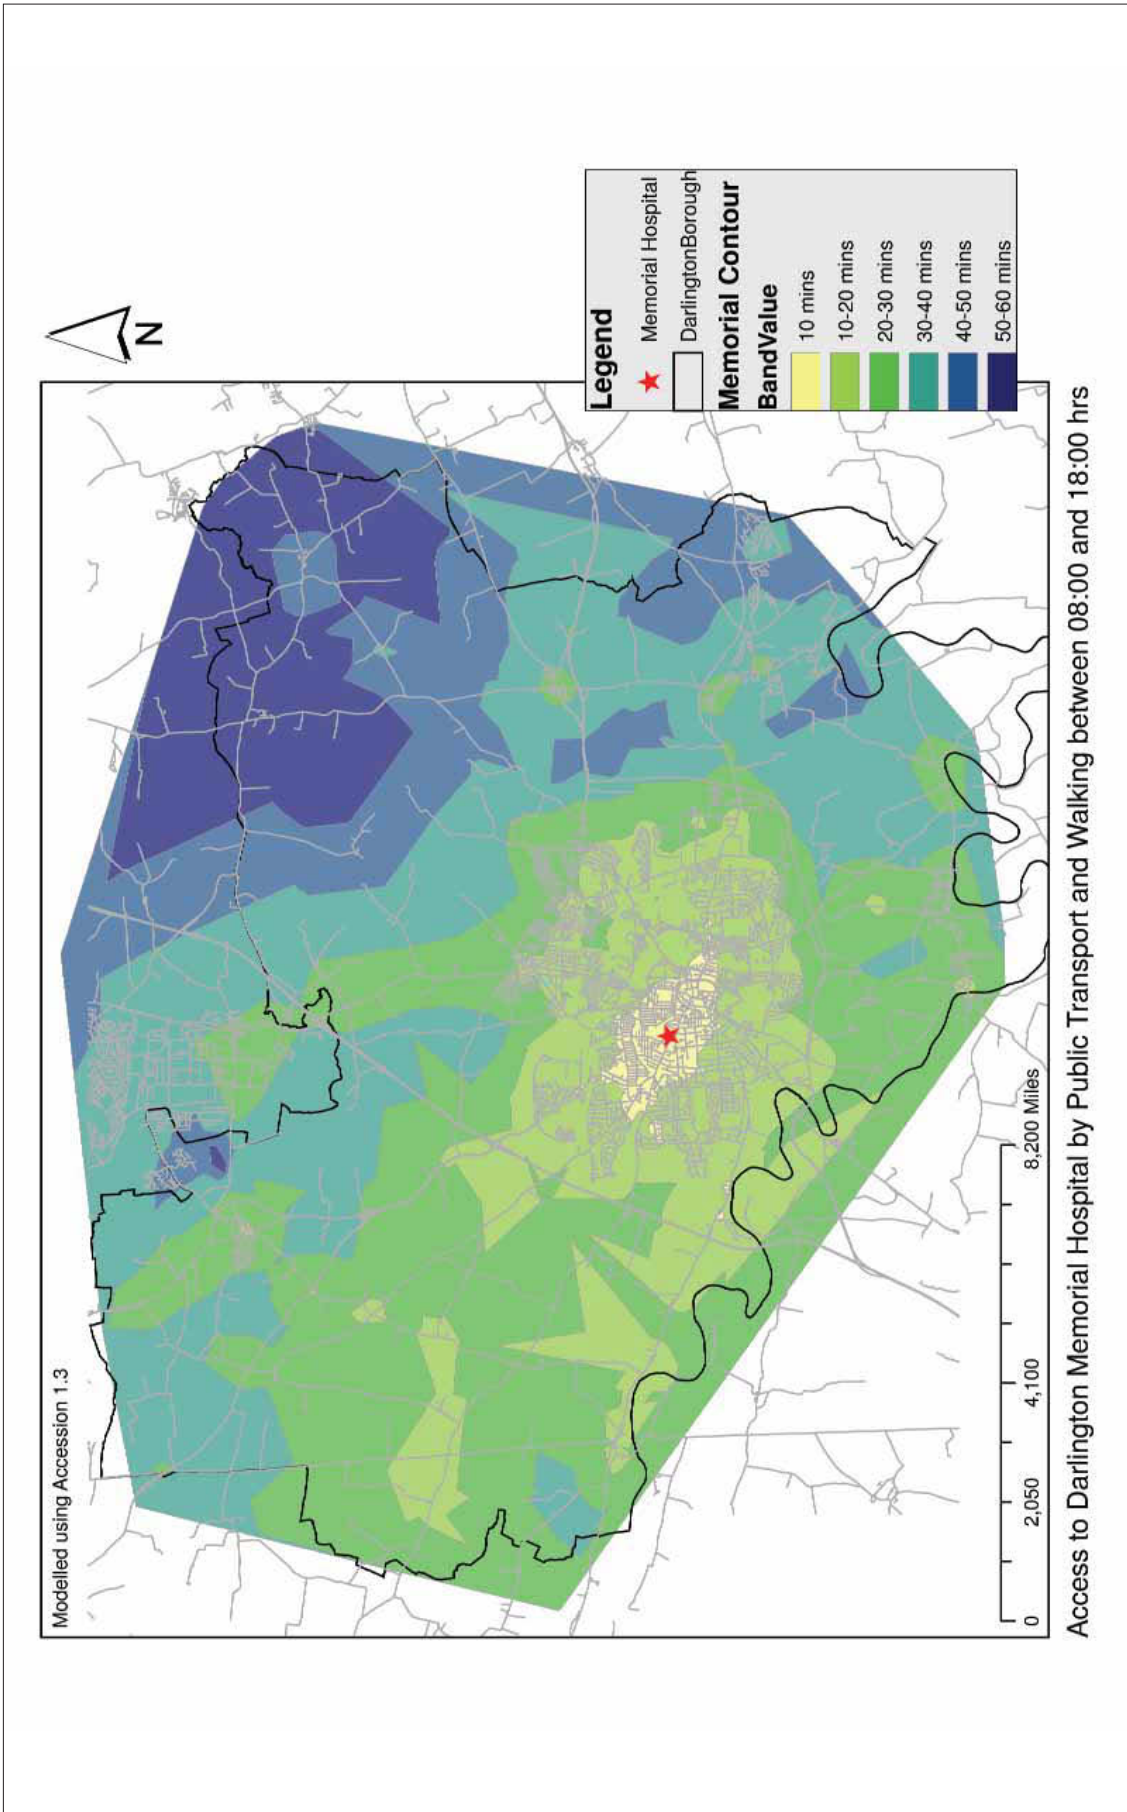 Modelled using Accession 1.3
N
Legend
Memorial Hospital
DarlingtonBorough
Memorial Contour
BandValue
10 mins
10-20 mins
20-30 mins
30-40 mins
40-50 mins
50-60 mins
0 2,050 4,100 8,200 Miles
Access to Darlington Memorial Hospital by Public Transport and Walking between 08:00 and 18:00 hrs